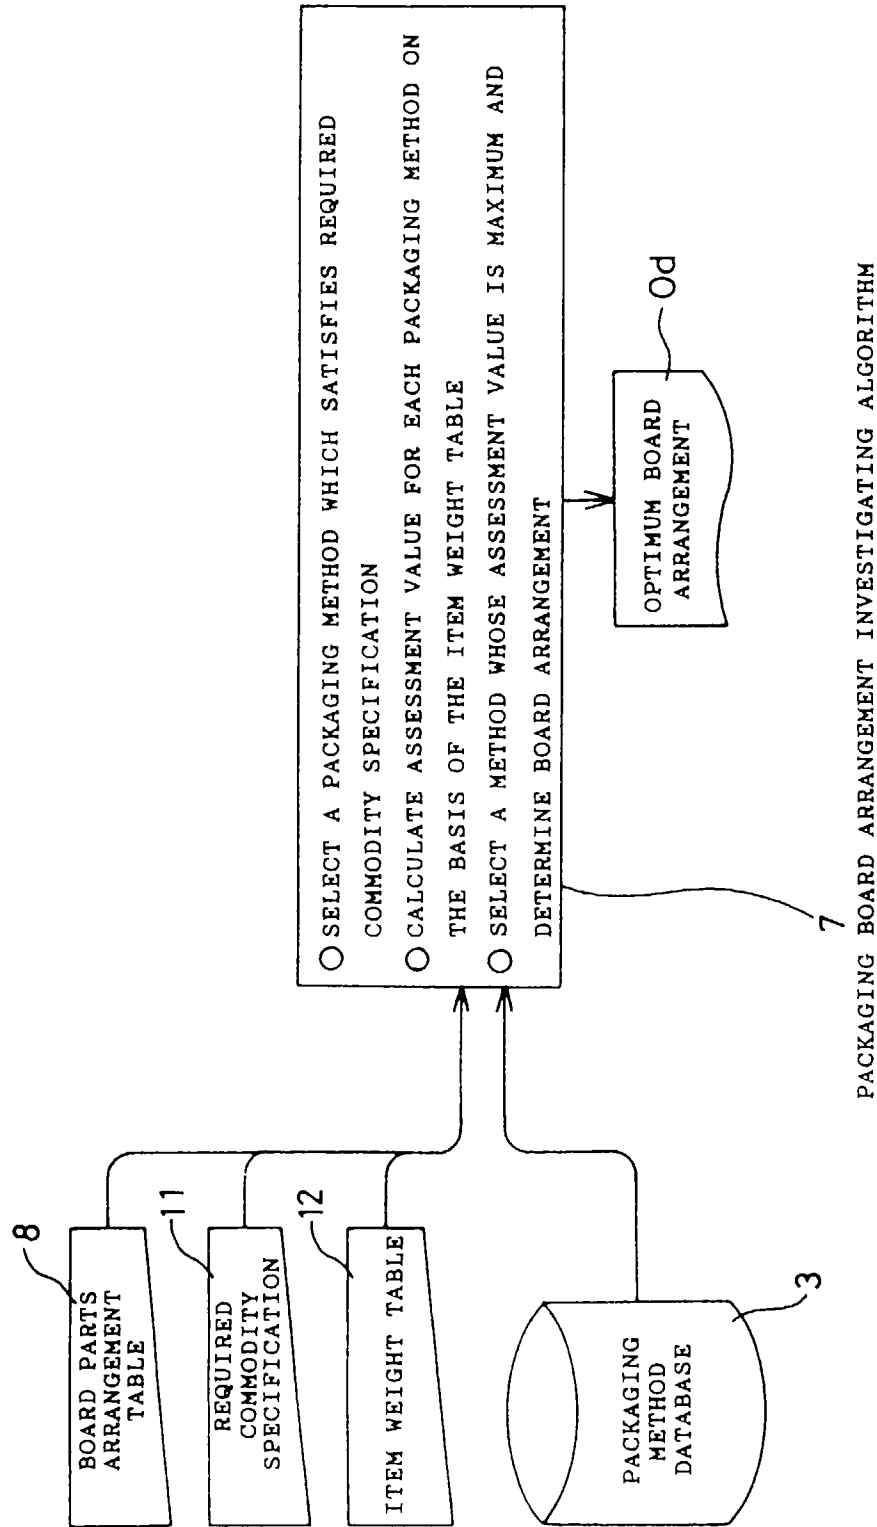 8
BOARD PARTS
ARRANGEMENT
TABLE
11
REQUIRED
COMMODITY
SPECIFICATION
12
ITEM WEIGHT TABLE
PACKAGING
METHOD
DATABASE
3
○ SELECT A PACKAGING METHOD WHICH SATISFIES REQUIRED
COMMODITY SPECIFICATION
○ CALCULATE ASSESSMENT VALUE FOR EACH PACKAGING METHOD ON
THE BASIS OF THE ITEM WEIGHT TABLE
○ SELECT A METHOD WHOSE ASSESSMENT VALUE IS MAXIMUM AND
DETERMINE BOARD ARRANGEMENT
OPTIMUM BOARD
ARRANGEMENT
Od
7
PACKAGING BOARD ARRANGEMENT INVESTIGATING ALGORITHM